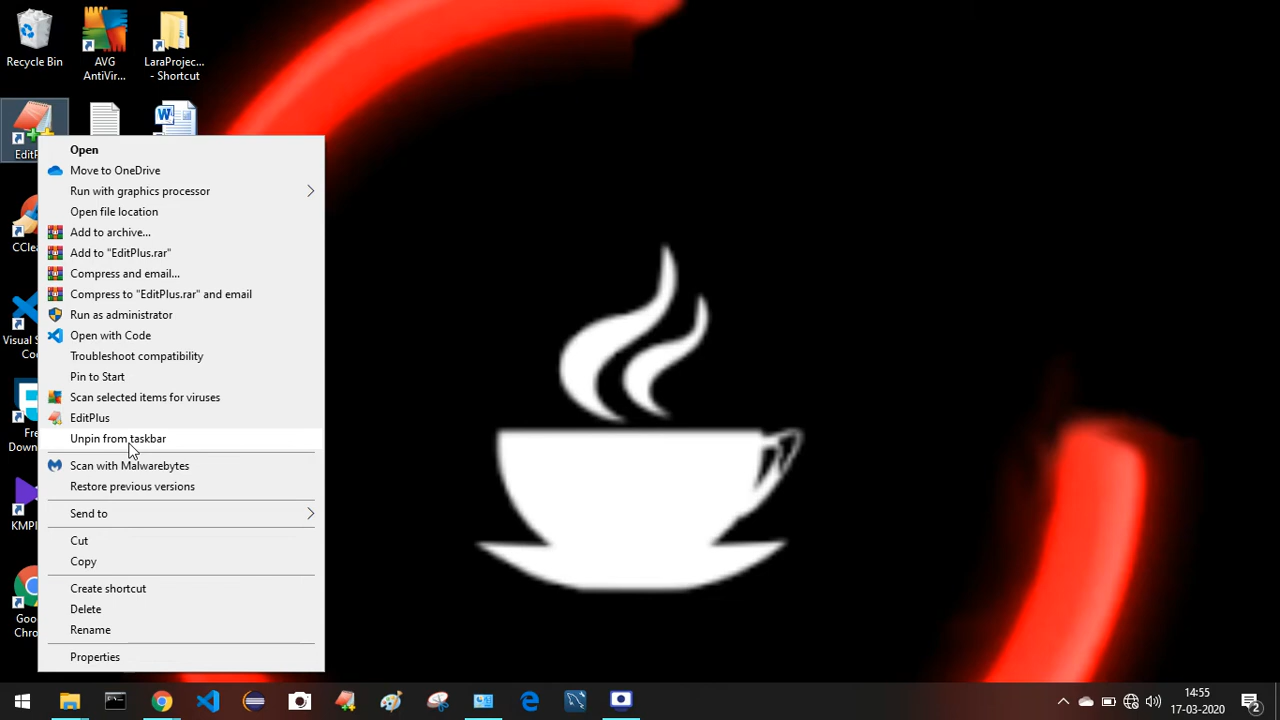 Recycle Bin
AVG
AntiVir...
LaraProjec...
- Shortcut
Open
Move to OneDrive
Run with graphics processor
Open file location
Add to archive...
Add to "EditPlus.rar"
Compress and email...
Compress to "EditPlus.rar" and email
Run as administrator
Open with Code
Troubleshoot compatibility
Pin to Start
Scan selected items for viruses
EditPlus
Unpin from taskbar
Scan with Malwarebytes
Restore previous versions
Send to
Cut
Copy
Create shortcut
Delete
Rename
Properties
14:55
17-03-2020
2